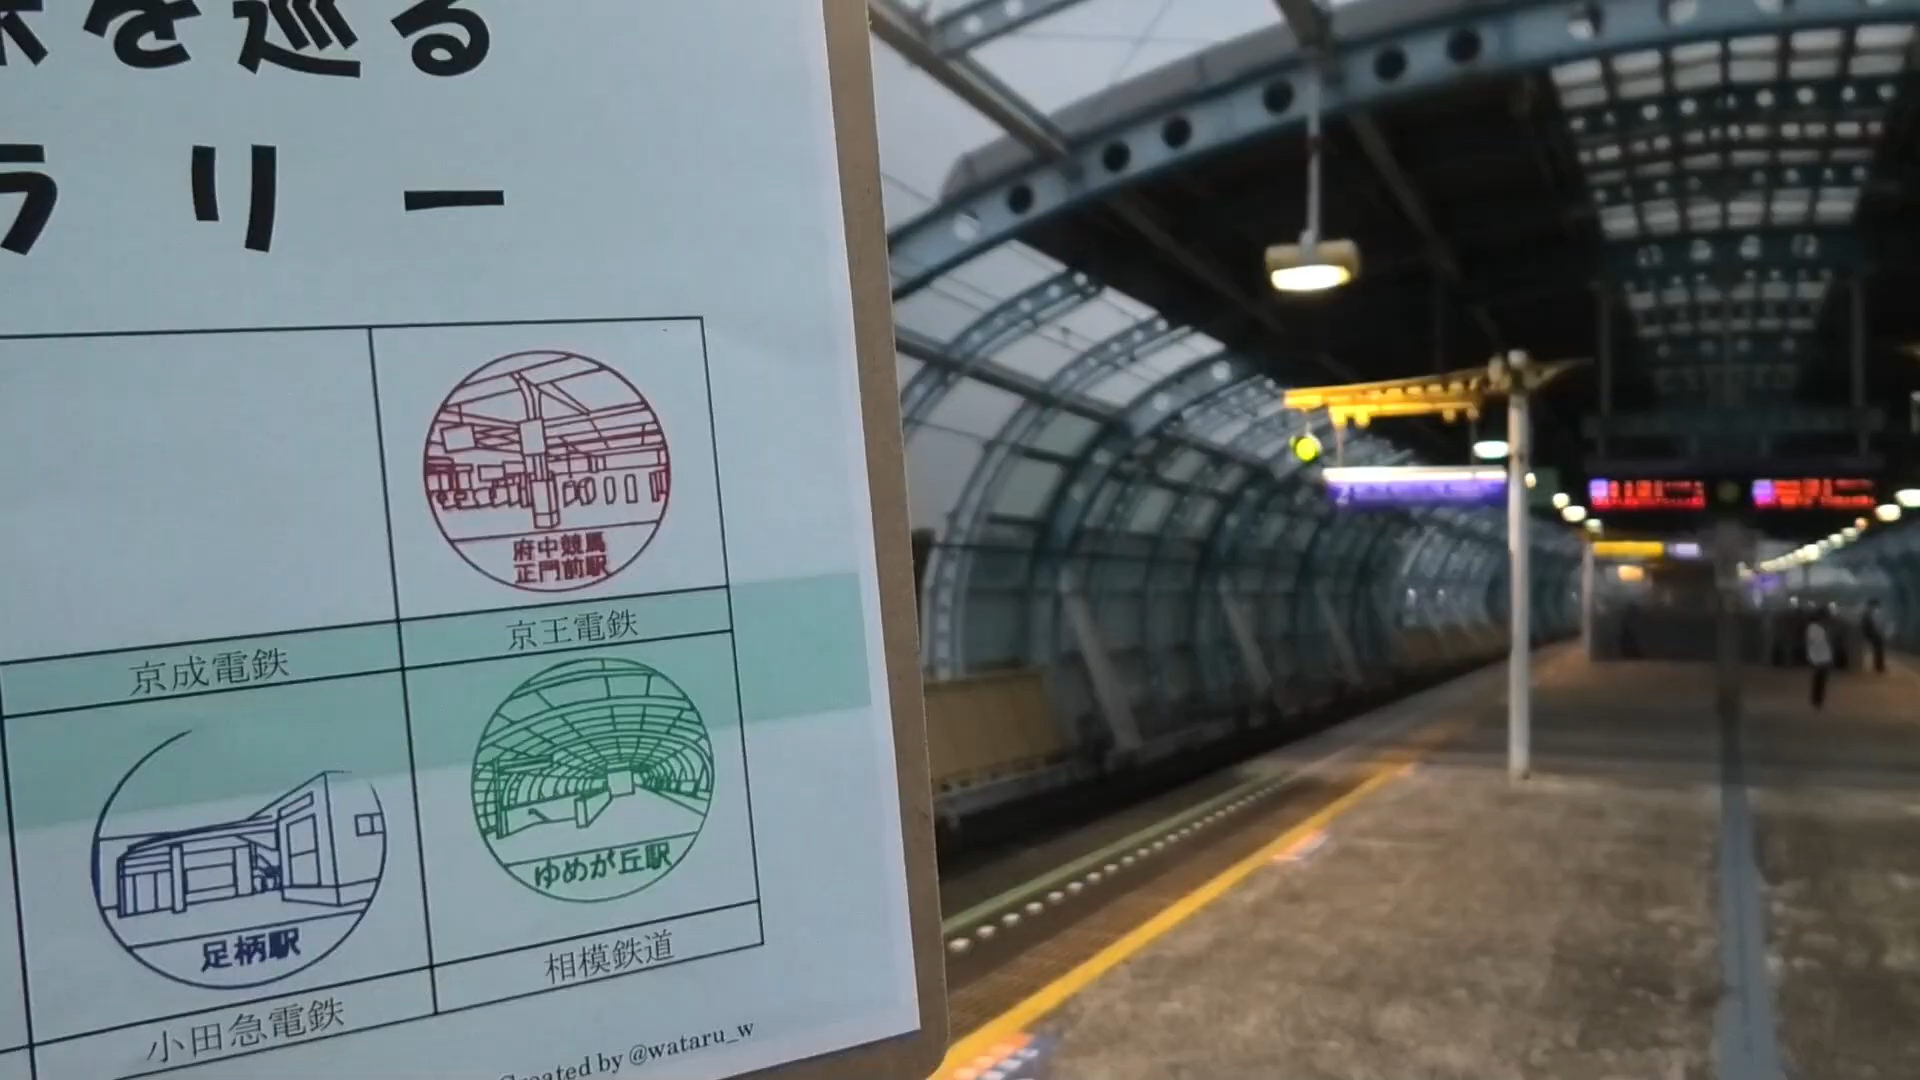 を巡る
ラリー
府中競馬
正門前駅
京成電鉄
京王電鉄
足柄駅
ゆめが丘駅
小田急電鉄
相模鉄道
Created by @wataru_w